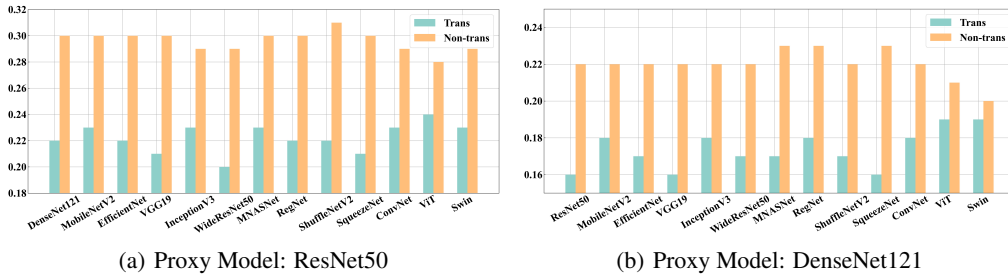 0.32
0.30
0.28
0.26
0.24
0.22
0.20
0.18
Trans
Non-trans
DenseNet121
MobileNetV2
EfficientNet
VGG19
InceptionV3
WideResNet50
MNASNet
RegNet
ShuffleNetV2
SqueezeNet
ConvNet
ViT
Swin
(a) Proxy Model: ResNet50
0.24
0.22
0.20
0.18
0.16
Trans
Non-trans
ResNet50
MobileNetV2
EfficientNet
VGG19
InceptionV3
WideResNet50
MNASNet
RegNet
ShuffleNetV2
SqueezeNet
ConvNet
ViT
Swin
(b) Proxy Model: DenseNet121